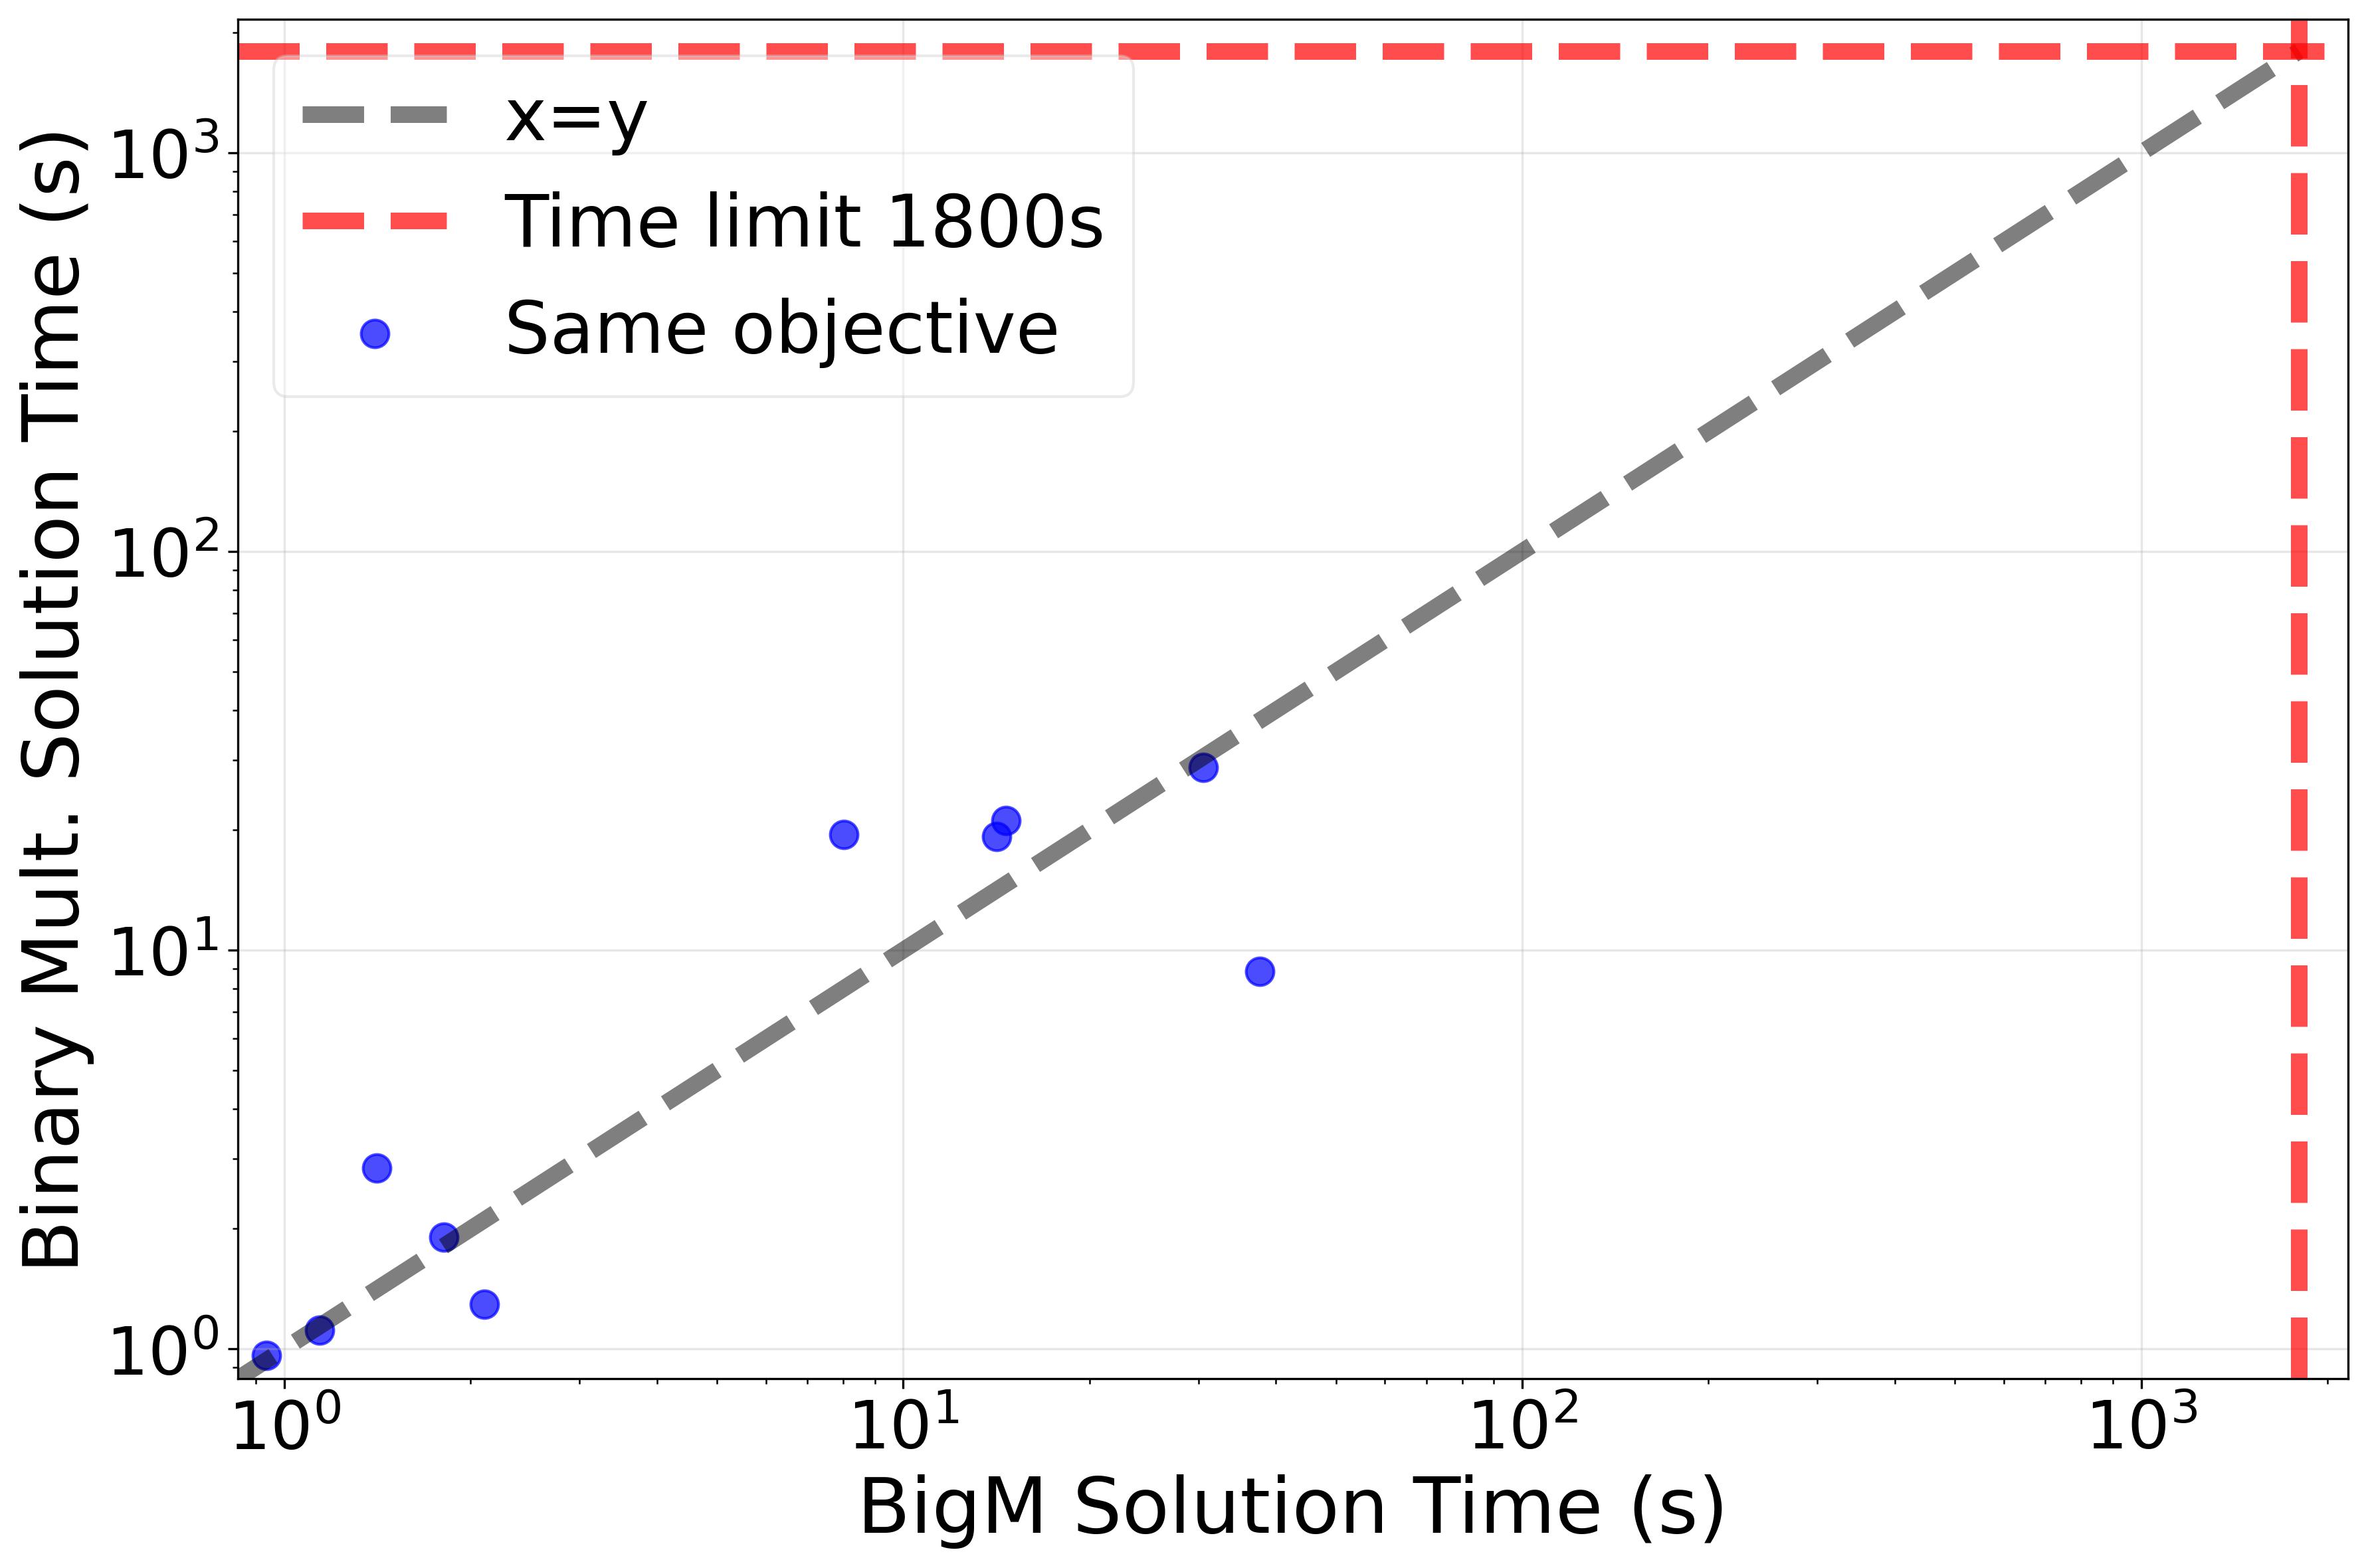 x=y
Time limit 1800s
Same objective
Binary Mult. Solution Time (s)
10³
10²
10¹
10⁰
10⁰ 10¹ 10² 10³
BigM Solution Time (s)